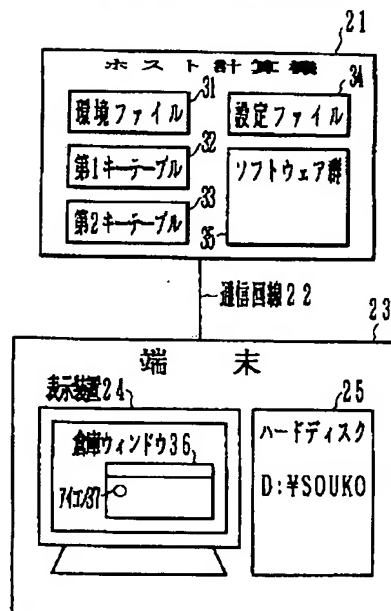 21
ホスト計算機
31
34
環境ファイル
設定ファイル
32
第1キーテーブル
ソフトウェア群
33
第2キーテーブル
35
通信回線22
23
端 末
表示装置24
25
倉庫ウィンドウ36
ハードディスク
アイコン37
D:¥SOUKO